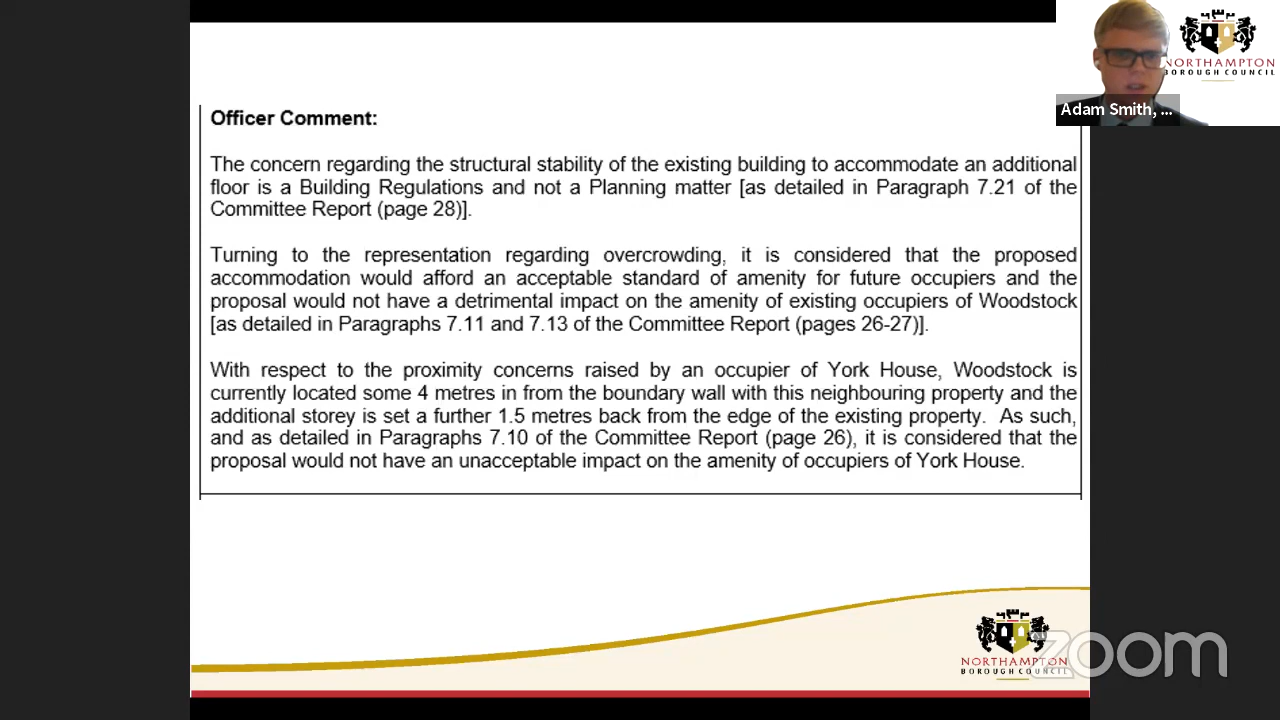 NORTHAMPTON
BOROUGH COUNCIL
Adam Smith, ...
Officer Comment:
The concern regarding the structural stability of the existing building to accommodate an additional
floor is a Building Regulations and not a Planning matter [as detailed in Paragraph 7.21 of the
Committee Report (page 28)].
Turning to the representation regarding overcrowding, it is considered that the proposed
accommodation would afford an acceptable standard of amenity for future occupiers and the
proposal would not have a detrimental impact on the amenity of existing occupiers of Woodstock
[as detailed in Paragraphs 7.11 and 7.13 of the Committee Report (pages 26-27)].
With respect to the proximity concerns raised by an occupier of York House, Woodstock is
currently located some 4 metres in from the boundary wall with this neighbouring property and the
additional storey is set a further 1.5 metres back from the edge of the existing property. As such,
and as detailed in Paragraphs 7.10 of the Committee Report (page 26), it is considered that the
proposal would not have an unacceptable impact on the amenity of occupiers of York House.
NORTHAMPTON
BOROUGH COUNCIL
zoom